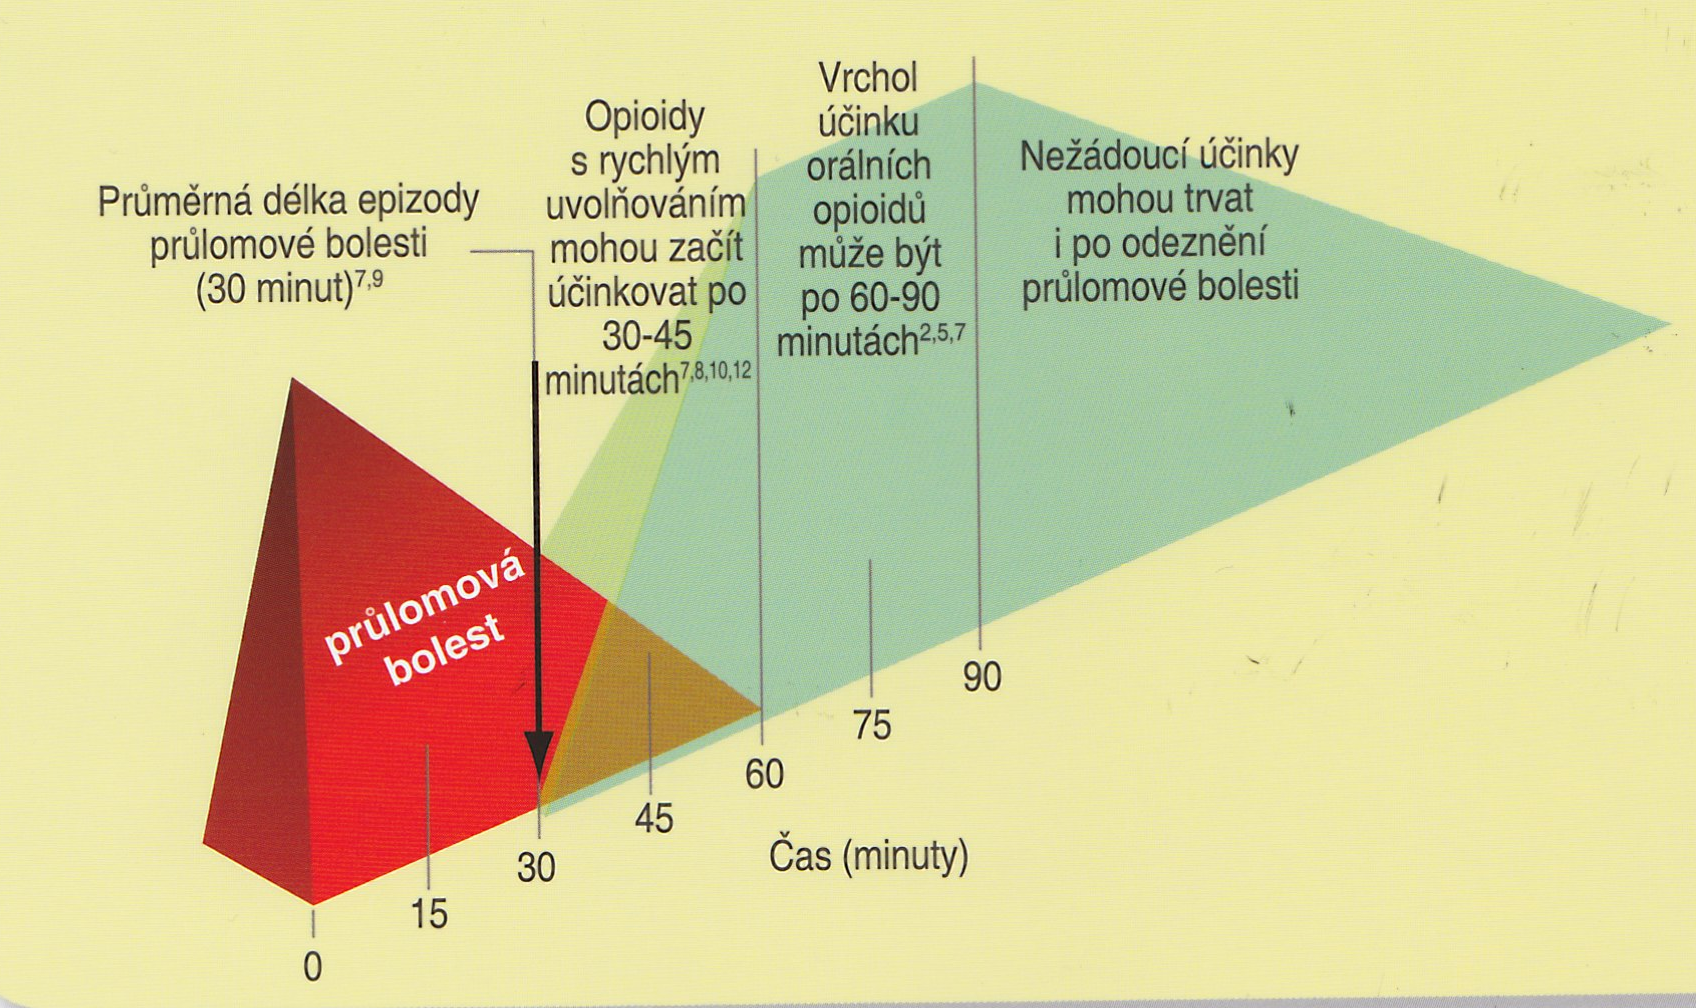 Průměrná délka epizody
průlomové bolesti
(30 minut)7,9
Opioidy
s rychlým
uvolňováním
mohou začít
účinkovat po
30-45
minutách7,8,10,12
Vrchol
účinku
orálních
opioidů
může být
po 60-90
minutách2,5,7
Nežádoucí účinky
mohou trvat
i po odeznění
průlomové bolesti
průlomová
bolest
0
15
30
45
60
75
90
Čas (minuty)